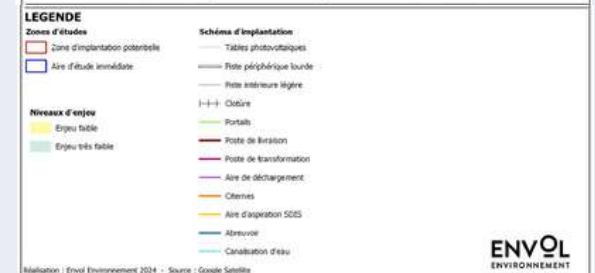 LEGENDE
Zones d'études
Zone d'implantation potentielle
Aire d'étude immédiate
Niveaux d'enjeu
Enjeu faible
Enjeu très faible
Schéma d'implantation
Tables photovoltaïques
Piste périphérique lourde
Piste intérieure légère
Clotûre
Portails
Poste de livraison
Poste de transformation
Aire de déchargement
Citernes
Aire d'aspiration SDIS
Abreuvoir
Canalisation d'eau
ENVOL
ENVIRONNEMENT
Réalisation : Envol Environnement 2024 - Source : Google Satellite